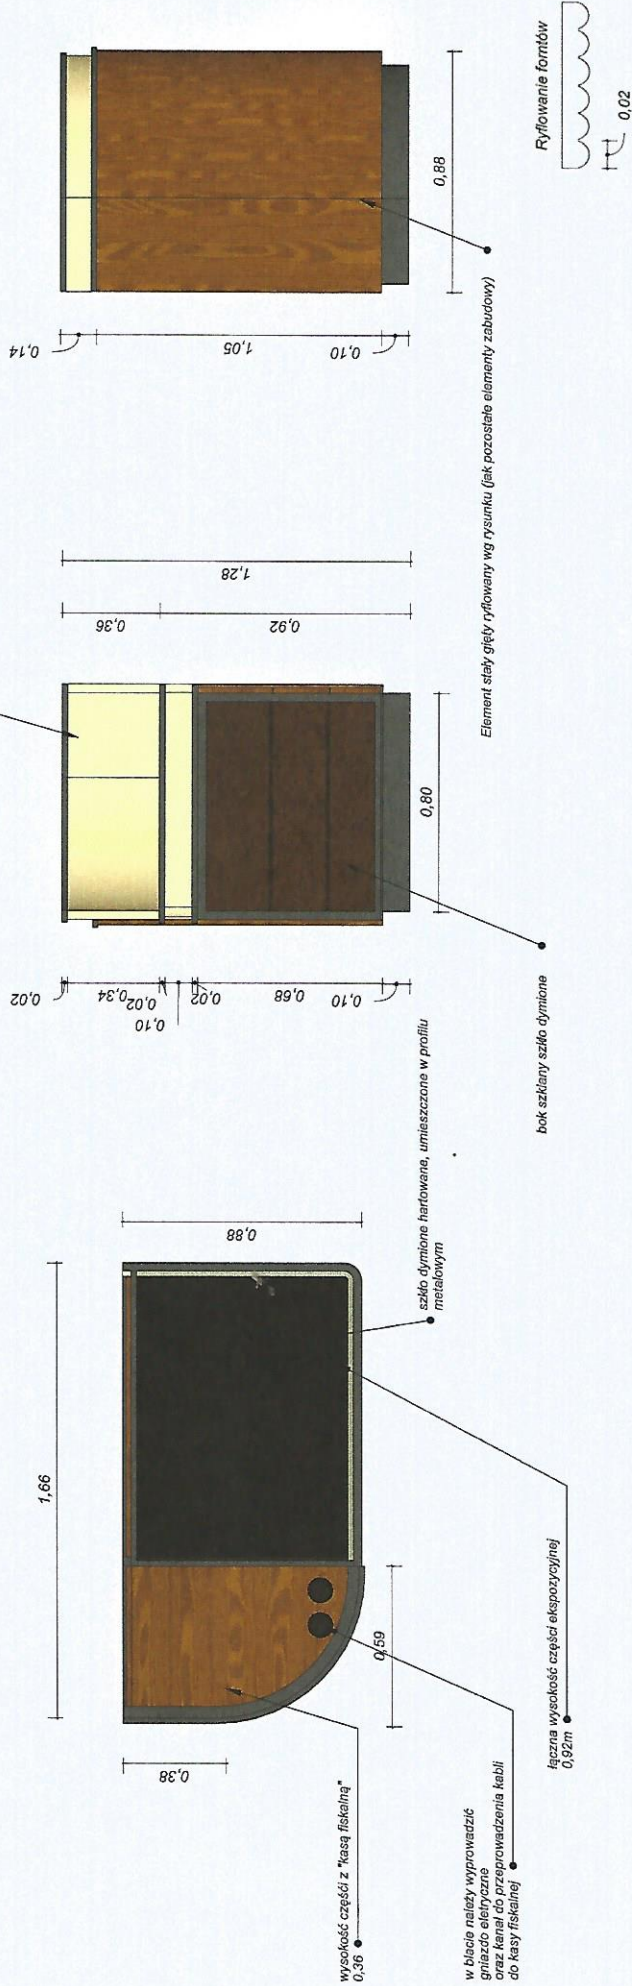 1,66
0,38
0,59
0,88
wysokość części z "kasą fiskalną"
0,36
w blacie należy wyprowadzić
gniazdo eletryczne
oraz kanał do przeprowadzenia kabli
do kasy fiskalnej
łączna wysokość części ekspozycyjnej
0,92m
szkło dymione hartowane, umieszczone w profilu
metalowym
0,02
0,34
0,02
0,10
0,02
0,68
0,10
0,80
0,36
0,92
1,28
bok szklany szkło dymione
0,14
1,05
0,10
0,88
Element stały gięty ryflowany wg rysunku (jak pozostałe elementy zabudowy)
Ryflowanie forntów
0,02